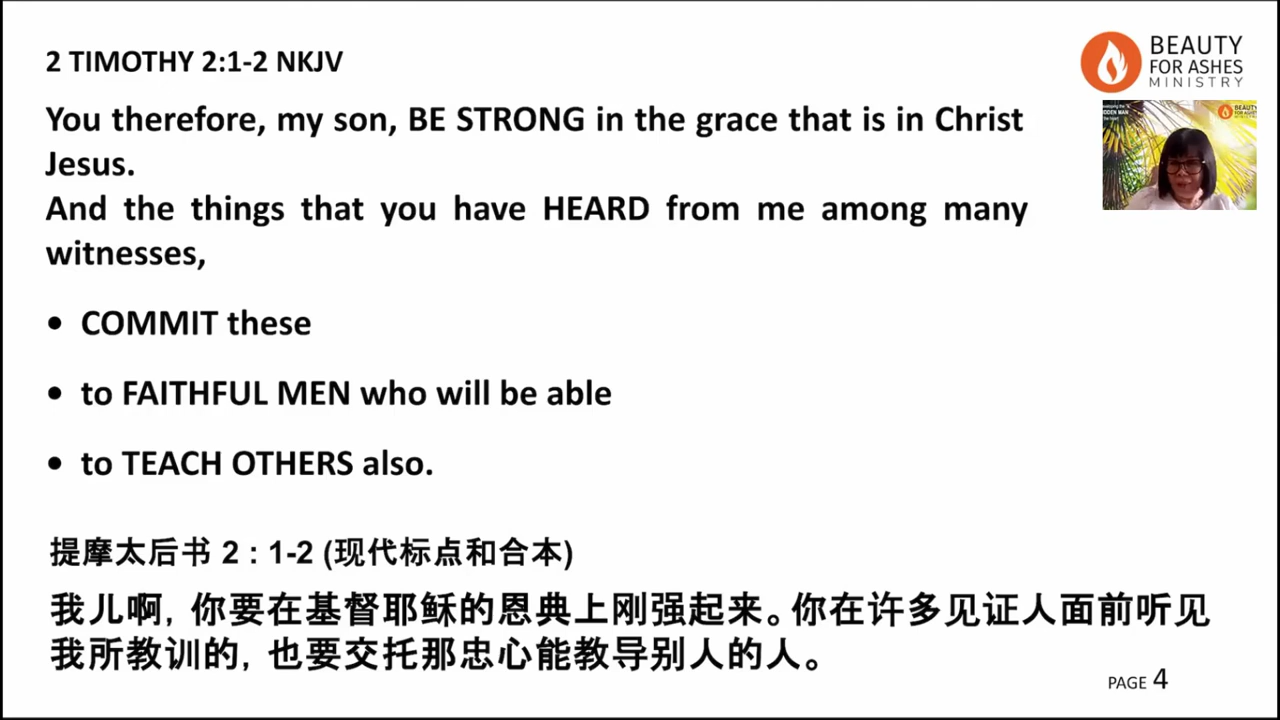 2 TIMOTHY 2:1-2 NKJV
BEAUTY
FOR ASHES
MINISTRY
You therefore, my son, BE STRONG in the grace that is in Christ
Jesus.
And the things that you have HEARD from me among many
witnesses,
• COMMIT these
• to FAITHFUL MEN who will be able
• to TEACH OTHERS also.
提摩太后书 2 : 1-2 (现代标点和合本)
我儿啊, 你要在基督耶稣的恩典上刚强起来。你在许多见证人面前听见
我所教训的, 也要交托那忠心能教导别人的人。
PAGE 4